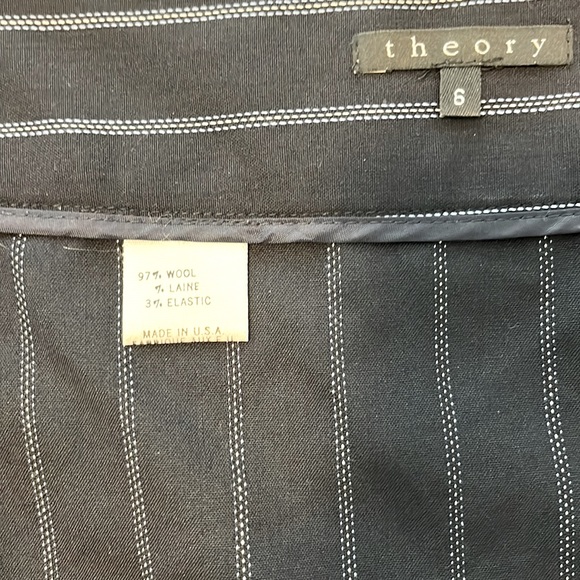 theory
6
97% WOOL
% LAINE
3% ELASTIC
MADE IN U.S.A.